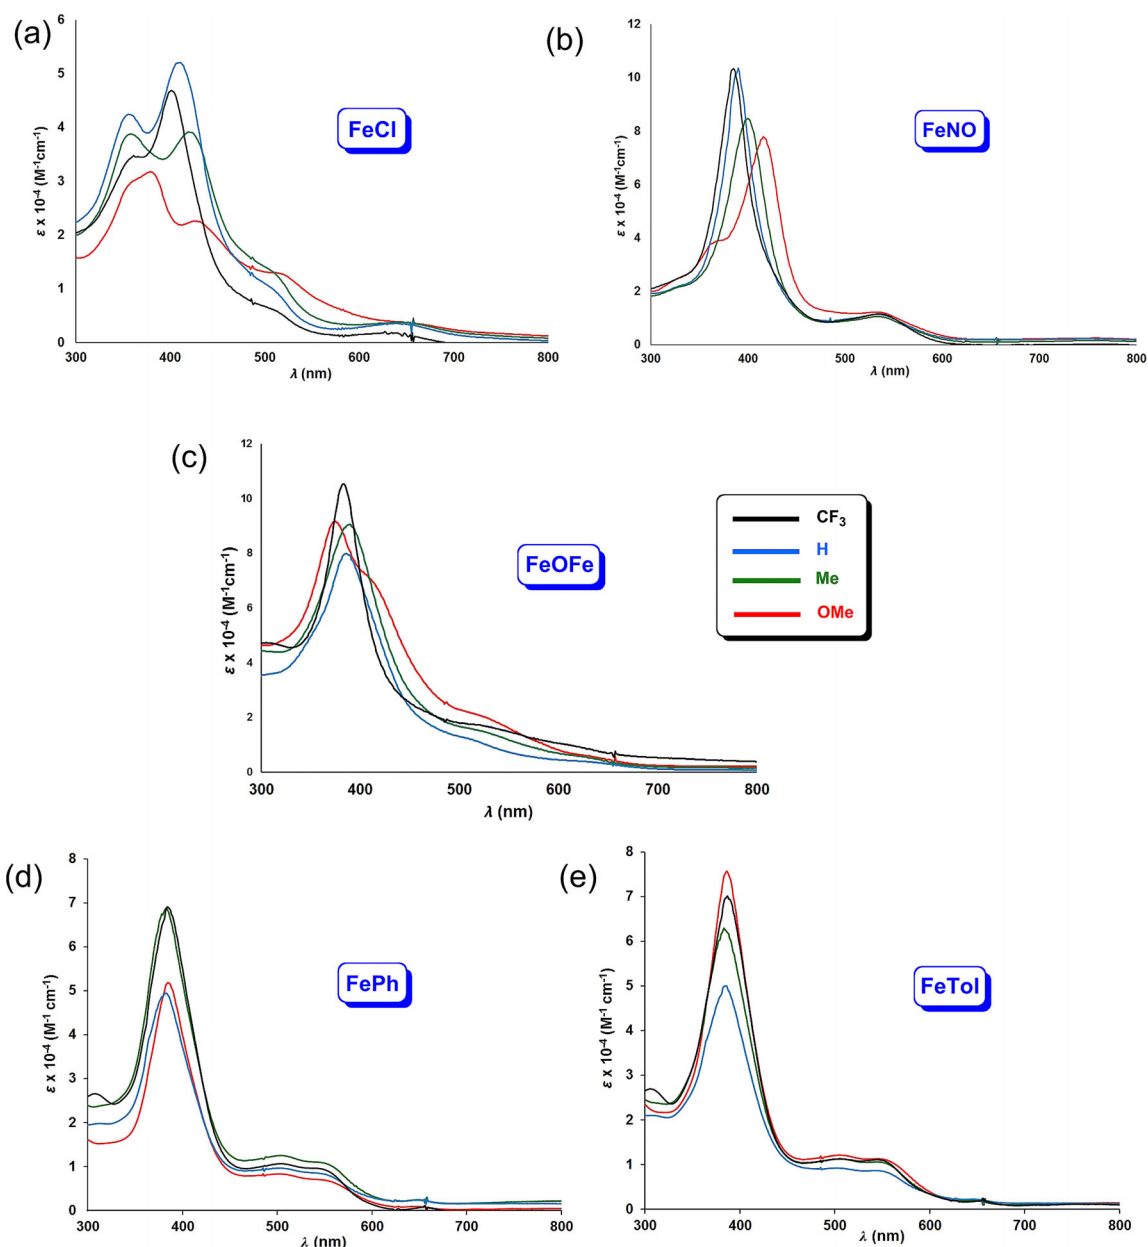 (a)
6
5
4
3
2
1
0
ε x 10⁻⁴ (M⁻¹cm⁻¹)
300 400 500 600 700 800
λ (nm)
FeCl
(b)
12
10
8
6
4
2
0
ε x 10⁻⁴ (M⁻¹cm⁻¹)
300 400 500 600 700 800
λ (nm)
FeNO
(c)
12
10
8
6
4
2
0
ε x 10⁻⁴ (M⁻¹cm⁻¹)
300 400 500 600 700 800
λ (nm)
FeOFe
CF₃
H
Me
OMe
(d)
8
7
6
5
4
3
2
1
0
ε x 10⁻⁴ (M⁻¹ cm⁻¹)
300 400 500 600 700 800
λ (nm)
FePh
(e)
8
7
6
5
4
3
2
1
0
ε x 10⁻⁴ (M⁻¹ cm⁻¹)
300 400 500 600 700 800
λ (nm)
FeTol